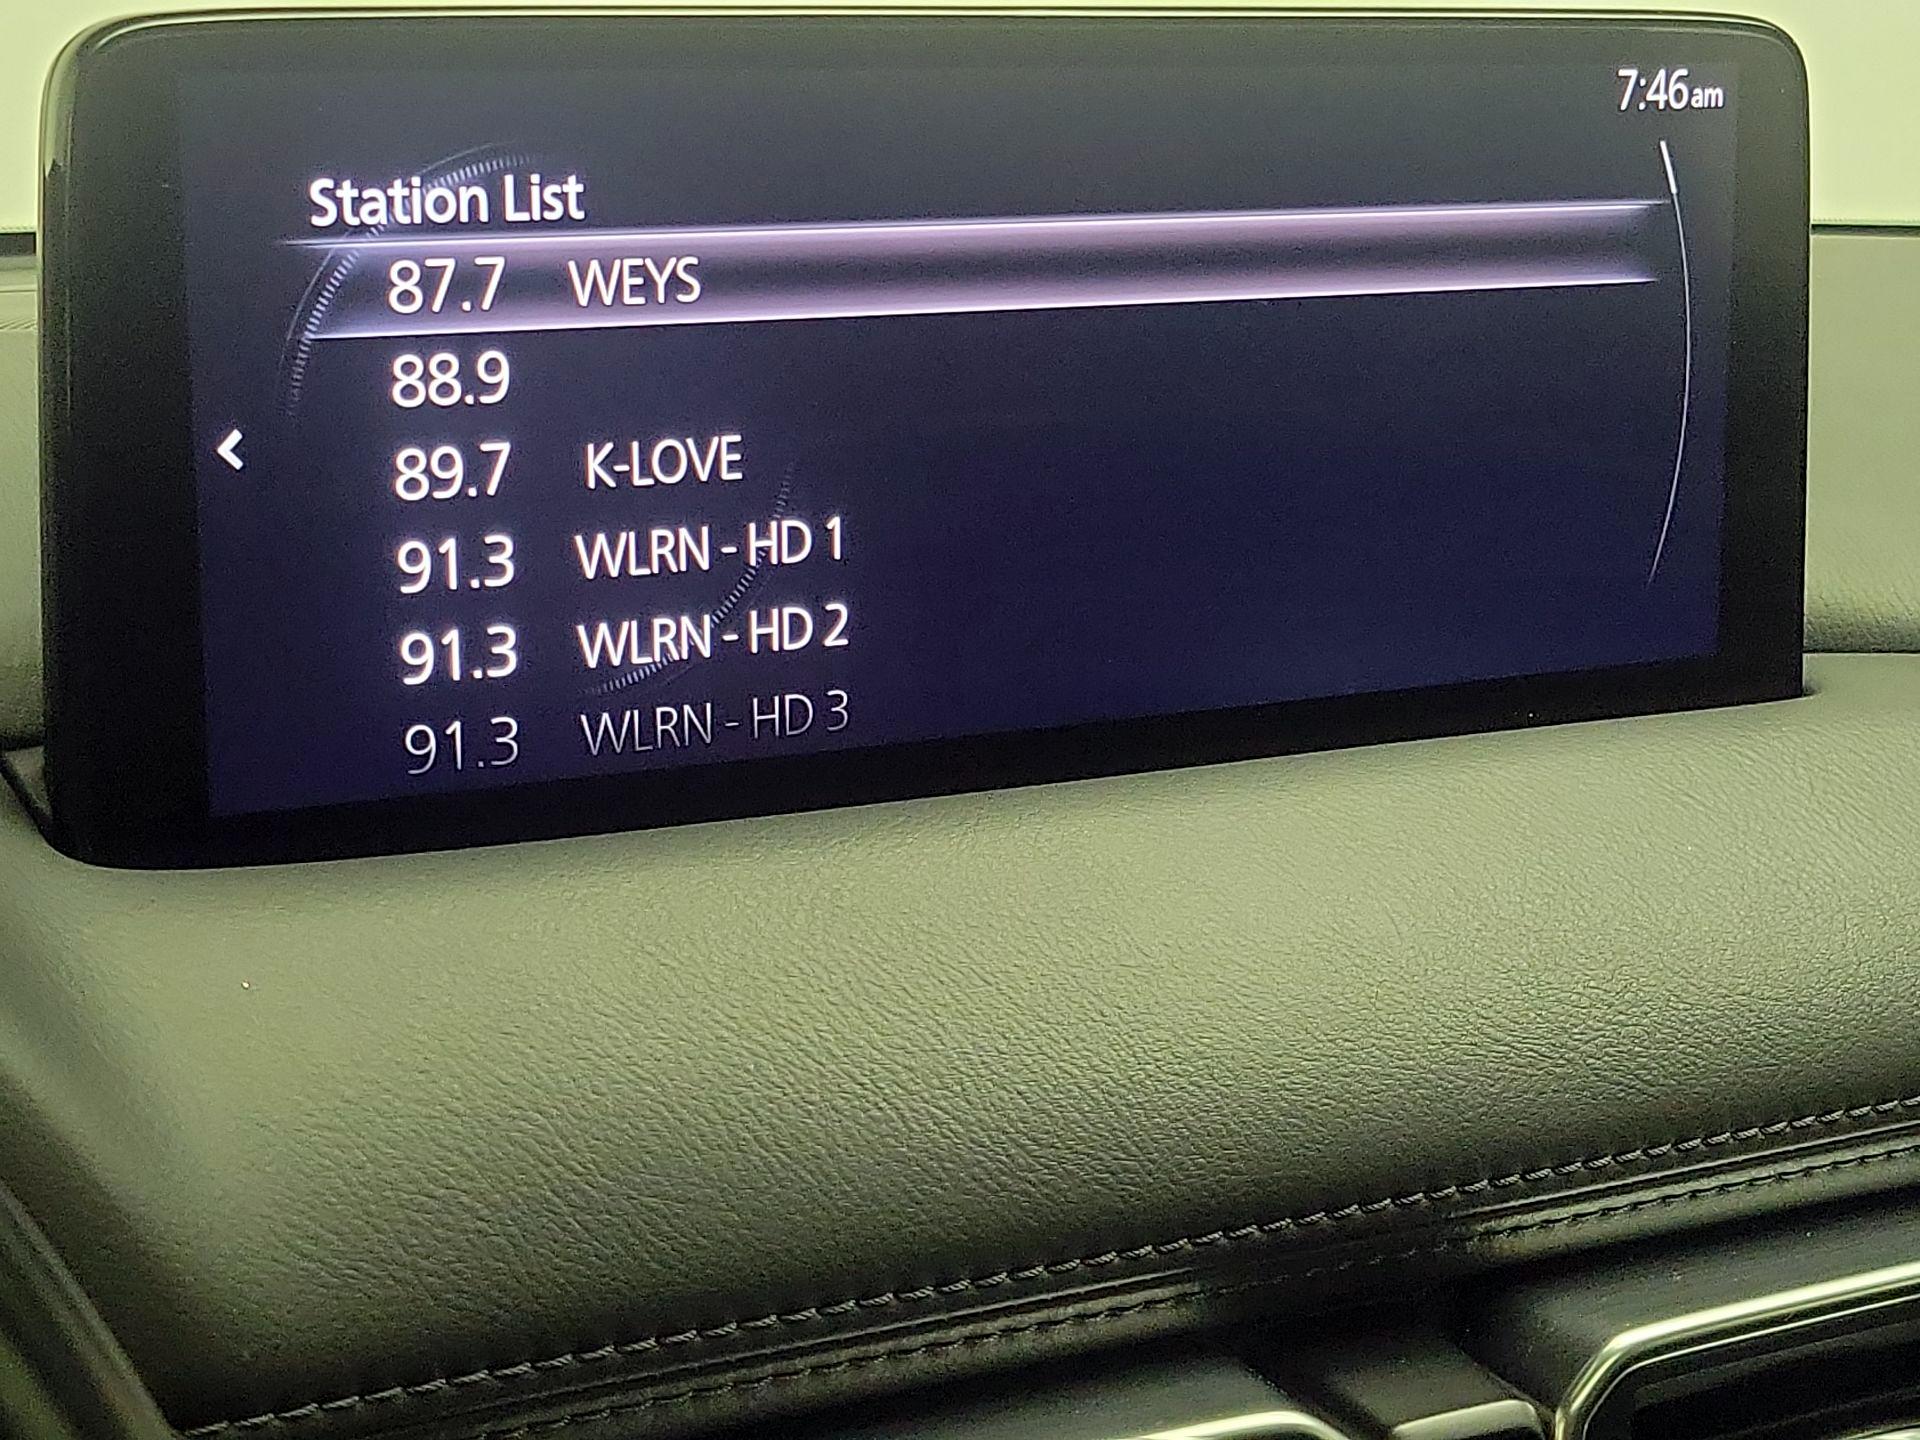 7:46am
Station List
87.7 WEYS
88.9
89.7 K-LOVE
91.3 WLRN - HD 1
91.3 WLRN - HD 2
91.3 WLRN - HD 3